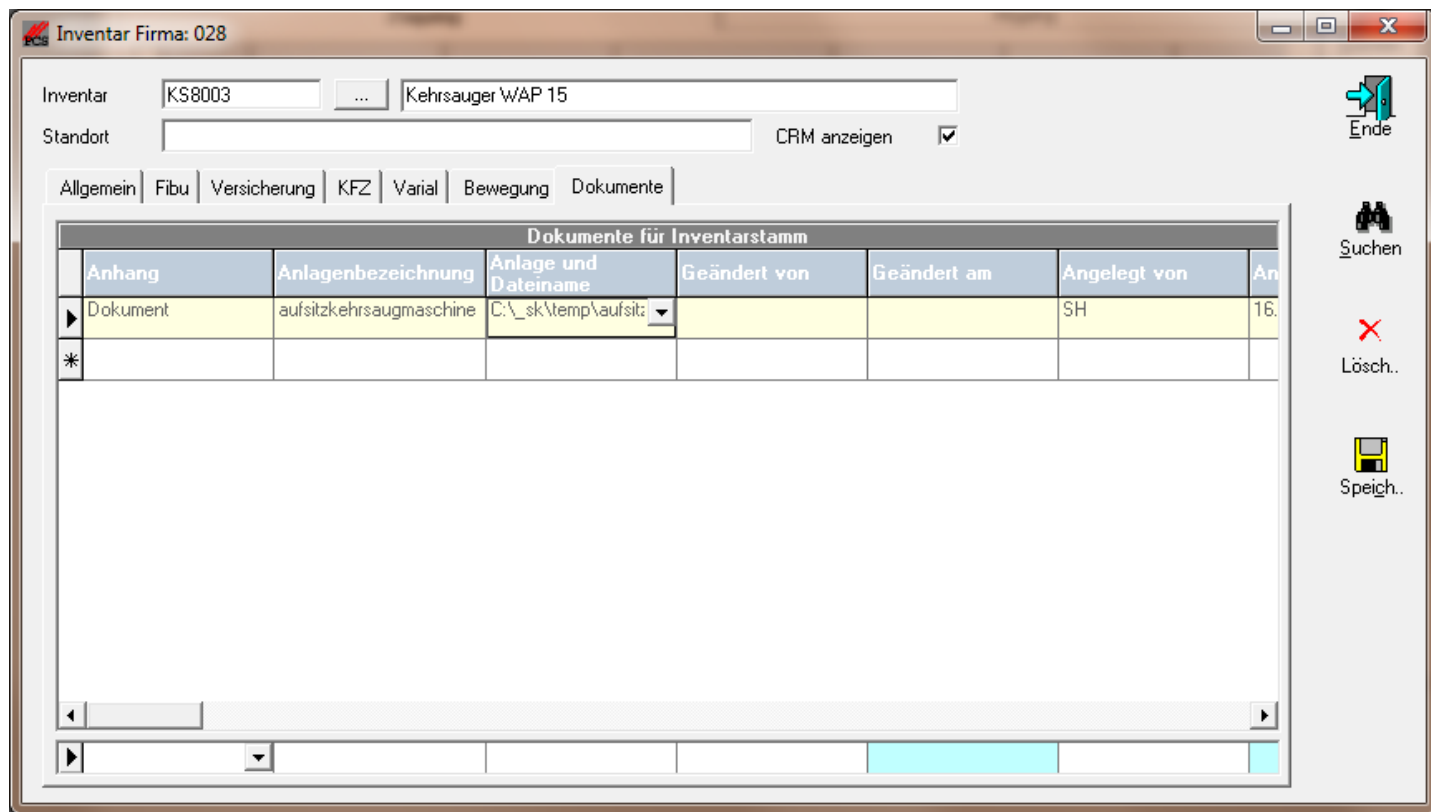 PCS Inventar Firma: 028
Inventar KS8003 ... Kehrsauger WAP 15
Standort CRM anzeigen
Ende
Allgemein Fibu Versicherung KFZ Varial Bewegung Dokumente
Suchen
Dokumente für Inventarstamm
Anhang Anlagenbezeichnung Anlage und Dateiname Geändert von Geändert am Angelegt von An
Dokument aufsitzkehrsaugmaschine C:\_sk\temp\aufsitz SH 16.
Lösch..
Speich..